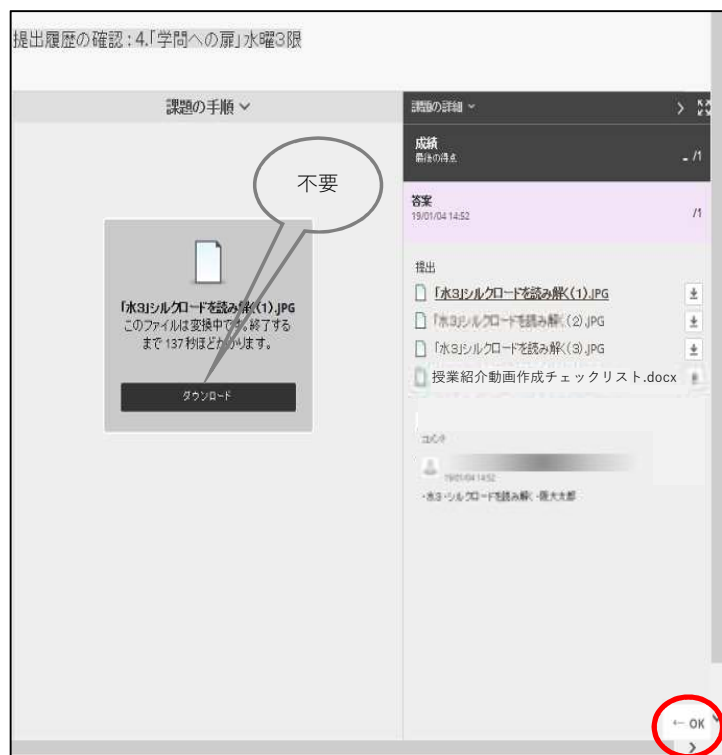 提出履歴の確認：4.「学問への扉」水曜3限
課題の手順
不要
「水3」シルクロードを読み解く(1).JPG
このファイルは変換中です。終了する
まで 137秒ほどかかります。
ダウンロード
課題の詳細
成績
最後の得点
- /1
答案
19/01/04 14:52
/1
提出
「水3」シルクロードを読み解く(1).JPG
「水3」シルクロードを読み解く(2).JPG
「水3」シルクロードを読み解く(3).JPG
授業紹介動画作成チェックリスト.docx
コメント
19/01/04 14:52
・水3・シルクロードを読み解く・阪大太郎
← OK